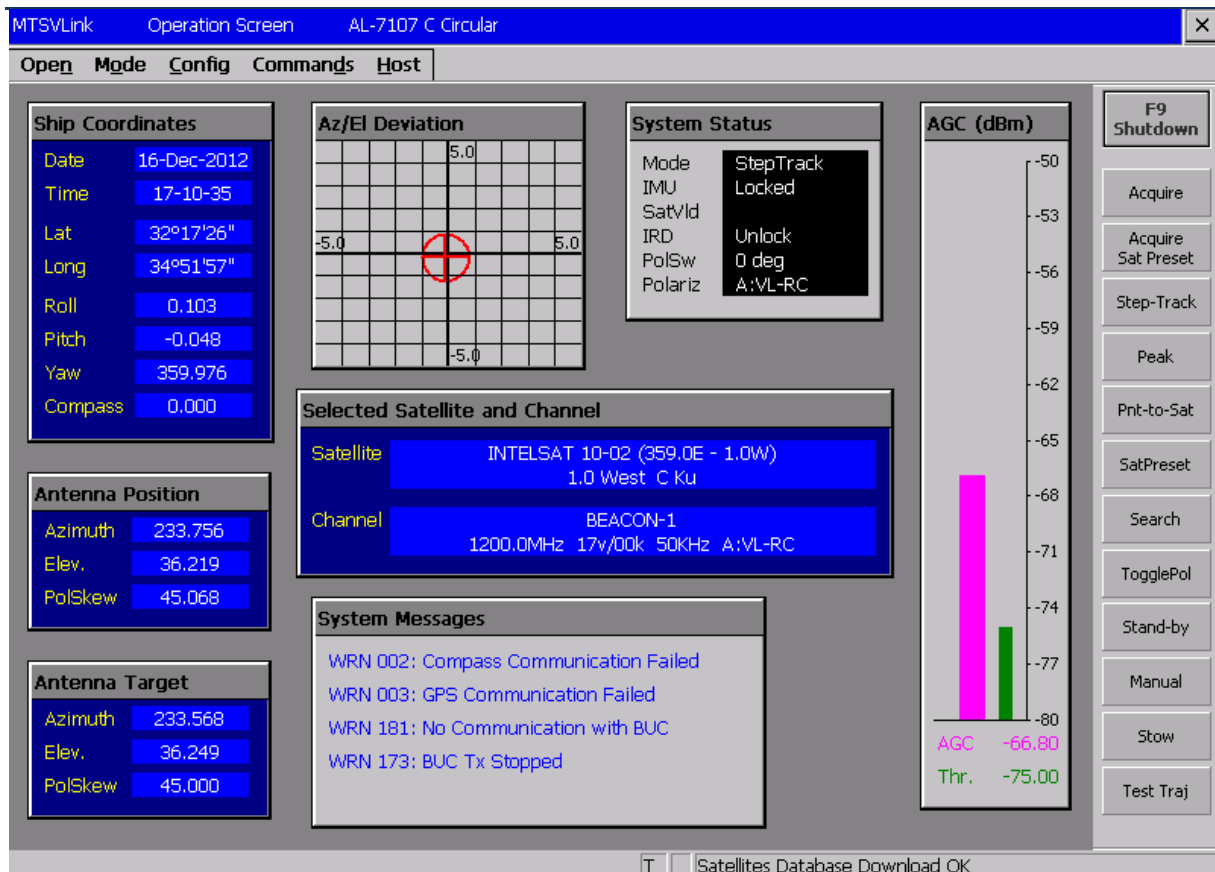 MTSVLink Operation Screen AL-7107 C Circular
Open Mode Config Commands Host
Ship Coordinates
Date 16-Dec-2012
Time 17-10-35
Lat 32º17'26"
Long 34º51'57"
Roll 0.103
Pitch -0.048
Yaw 359.976
Compass 0.000
Antenna Position
Azimuth 233.756
Elev. 36.219
PolSkew 45.068
Antenna Target
Azimuth 233.568
Elev. 36.249
PolSkew 45.000
Az/El Deviation
5.0
-5.0 5.0
-5.0
System Status
Mode StepTrack
IMU Locked
SatVld
IRD Unlock
PolSw 0 deg
Polariz A:VL-RC
Selected Satellite and Channel
Satellite INTELSAT 10-02 (359.0E - 1.0W)
1.0 West C Ku
Channel BEACON-1
1200.0MHz 17v/00k 50KHz A:VL-RC
System Messages
WRN 002: Compass Communication Failed
WRN 003: GPS Communication Failed
WRN 181: No Communication with BUC
WRN 173: BUC Tx Stopped
AGC (dBm)
-50
-53
-56
-59
-62
-65
-68
-71
-74
-77
-80
AGC -66.80
Thr. -75.00
F9
Shutdown
Acquire
Acquire
Sat Preset
Step-Track
Peak
Pnt-to-Sat
SatPreset
Search
TogglePol
Stand-by
Manual
Stow
Test Traj
T Satellites Database Download OK